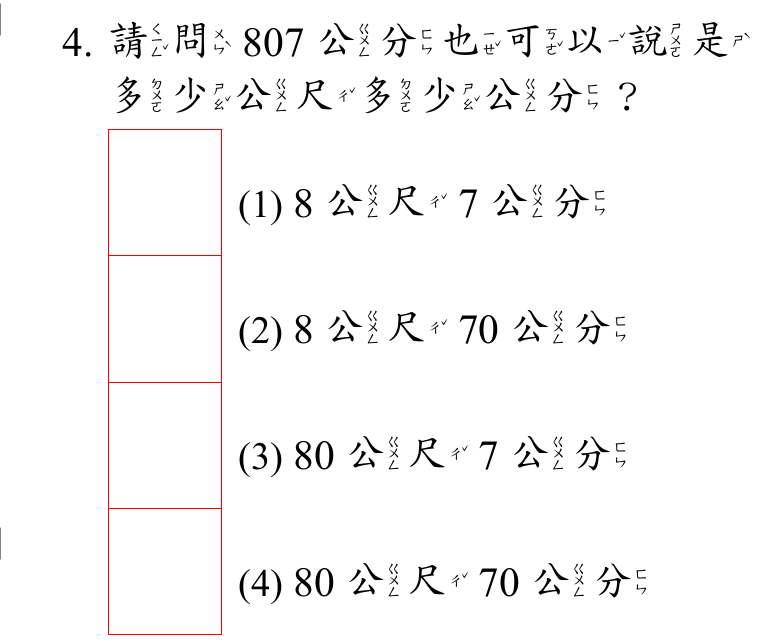 4. 請問 807 公分也可以說是
多少公尺多少公分？
(1) 8 公尺 7 公分
(2) 8 公尺 70 公分
(3) 80 公尺 7 公分
(4) 80 公尺 70 公分